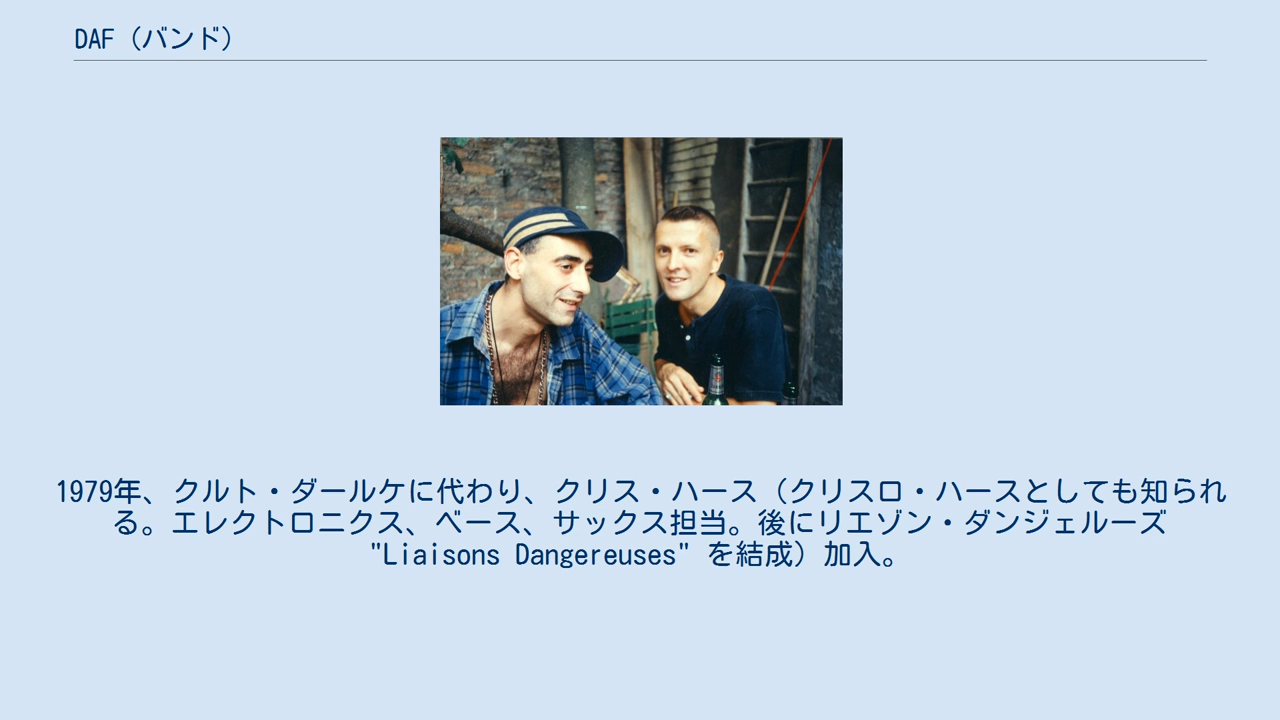 DAF（バンド）
1979年、クルト・ダールケに代わり、クリス・ハース（クリスロ・ハースとしても知られ
る。エレクトロニクス、ベース、サックス担当。後にリエゾン・ダンジェルーズ
"Liaisons Dangereuses" を結成）加入。